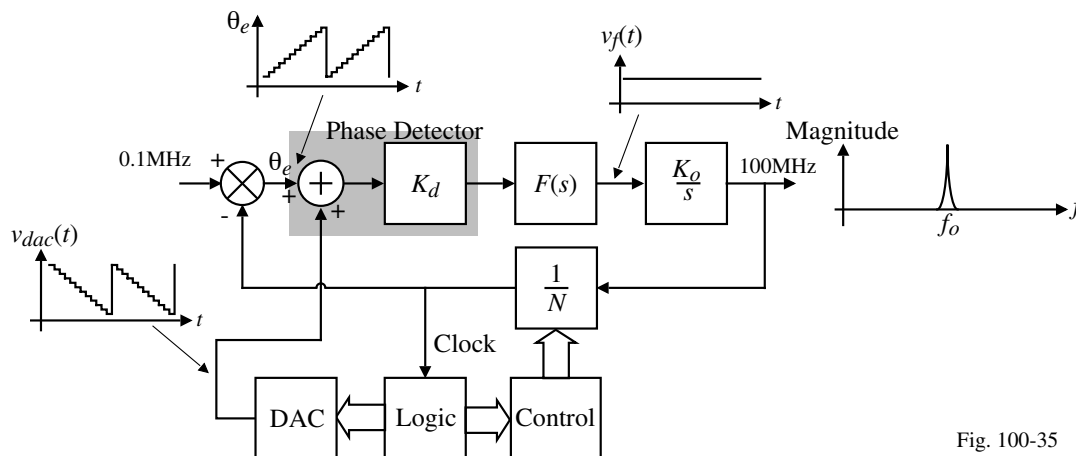 θe
t
vf(t)
t
Phase Detector
Magnitude
0.1MHz
+
θe
+
+
+
Kd
F(s)
Ko
s
100MHz
-
fo
vdac(t)
t
1
N
Clock
DAC
Logic
Control
Fig. 100-35